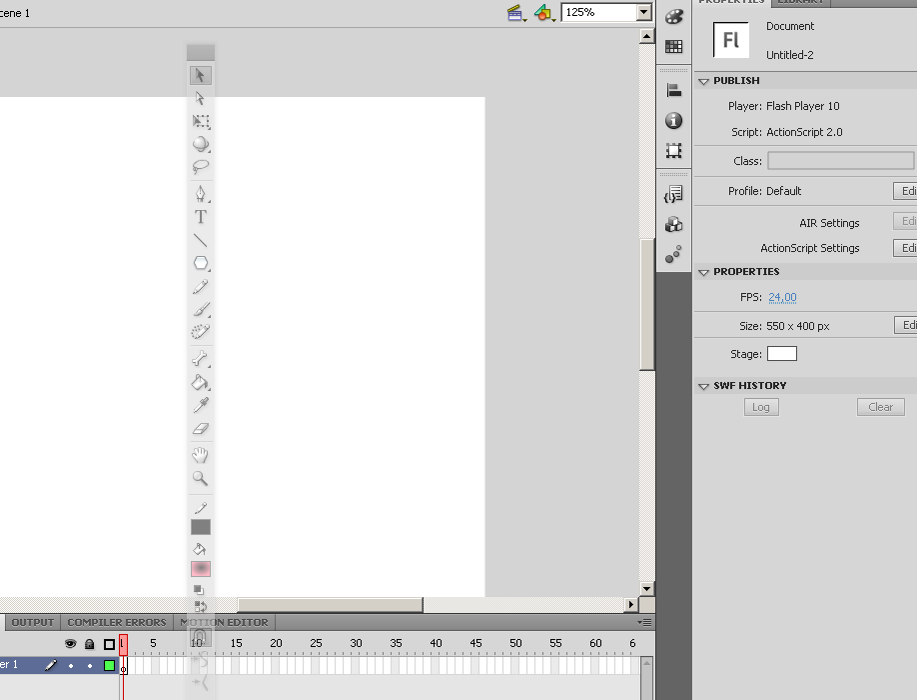 cene 1
125%
PROPERTIES LIBRARY
Fl
Document
Untitled-2
PUBLISH
Player: Flash Player 10
Script: ActionScript 2.0
Class:
Profile: Default
Edi
AIR Settings
Edi
ActionScript Settings
Edi
PROPERTIES
FPS: 24,00
Size: 550 x 400 px
Edi
Stage:
SWF HISTORY
Log
Clear
T
OUTPUT COMPILER ERRORS MOTION EDITOR
1 5 10 15 20 25 30 35 40 45 50 55 60 6
er 1